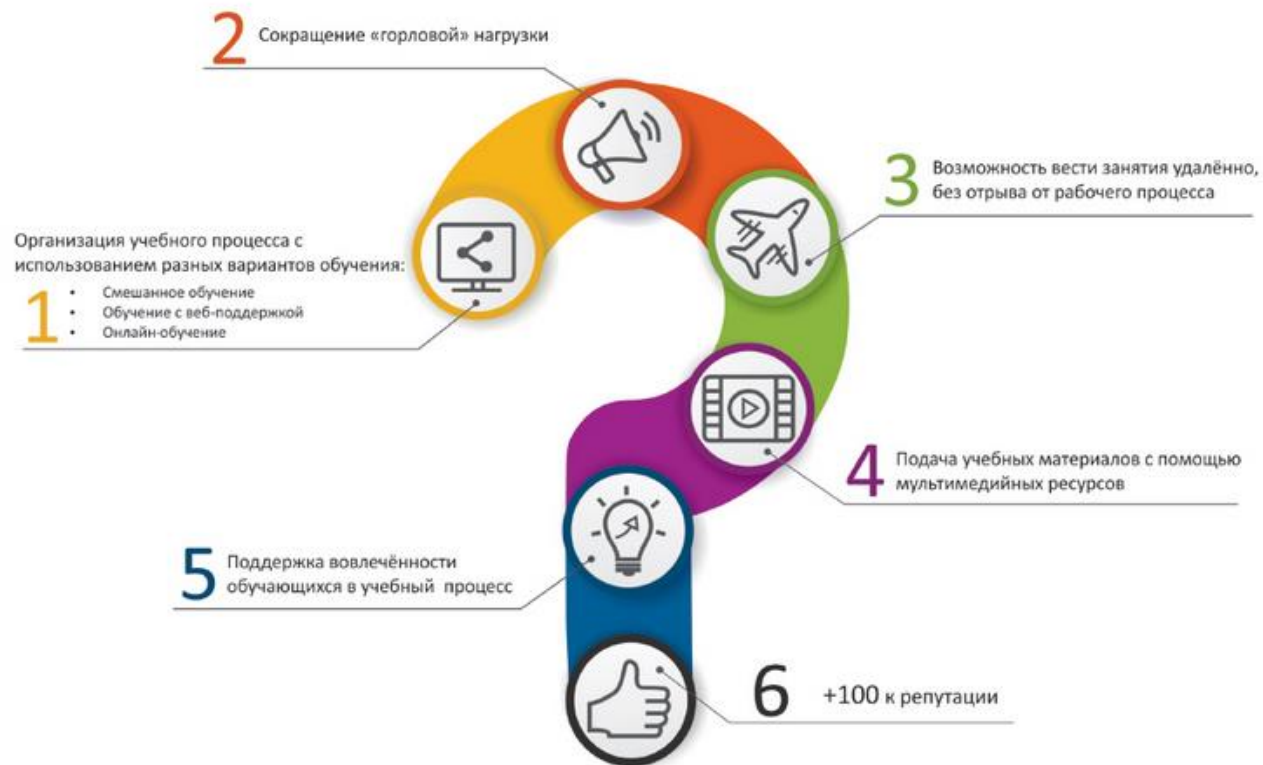 1
Организация учебного процесса с
использованием разных вариантов обучения:
• Смешанное обучение
• Обучение с веб-поддержкой
• Онлайн-обучение
2
Сокращение «горловой» нагрузки
3
Возможность вести занятия удалённо,
без отрыва от рабочего процесса
4
Подача учебных материалов с помощью
мультимедийных ресурсов
5
Поддержка вовлечённости
обучающихся в учебный процесс
6
+100 к репутации